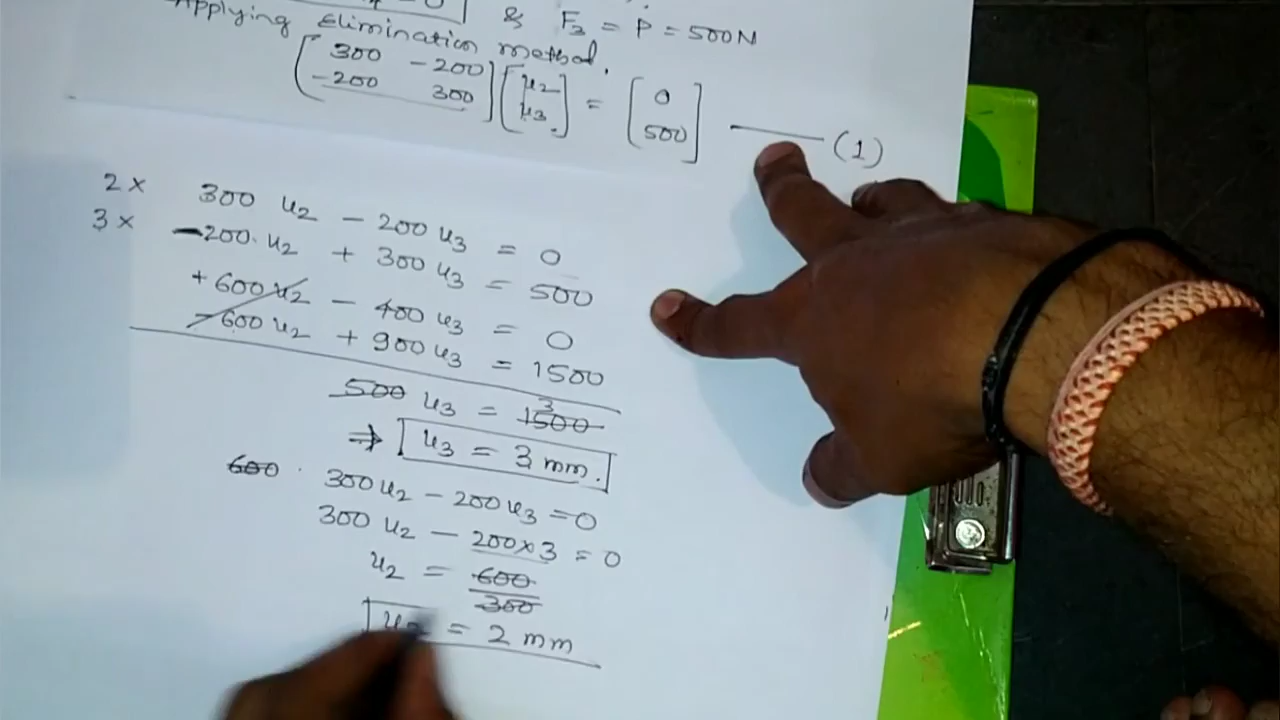 & F₃ = P = 500N
Applying Elimination method.
[300 -200
-200 300] [u₂
u₃] = [0
500] —— (1)
2 × 300 u₂ - 200 u₃ = 0
3 × -200 u₂ + 300 u₃ = 500
+600 u₂ - 400 u₃ = 0
-600 u₂ + 900 u₃ = 1500
500 u₃ = 1500 3
⇒ u₃ = 3 mm.
600 300 u₂ - 200 u₃ = 0
300 u₂ - 200×3 = 0
u₂ = 600/300
u₂ = 2 mm